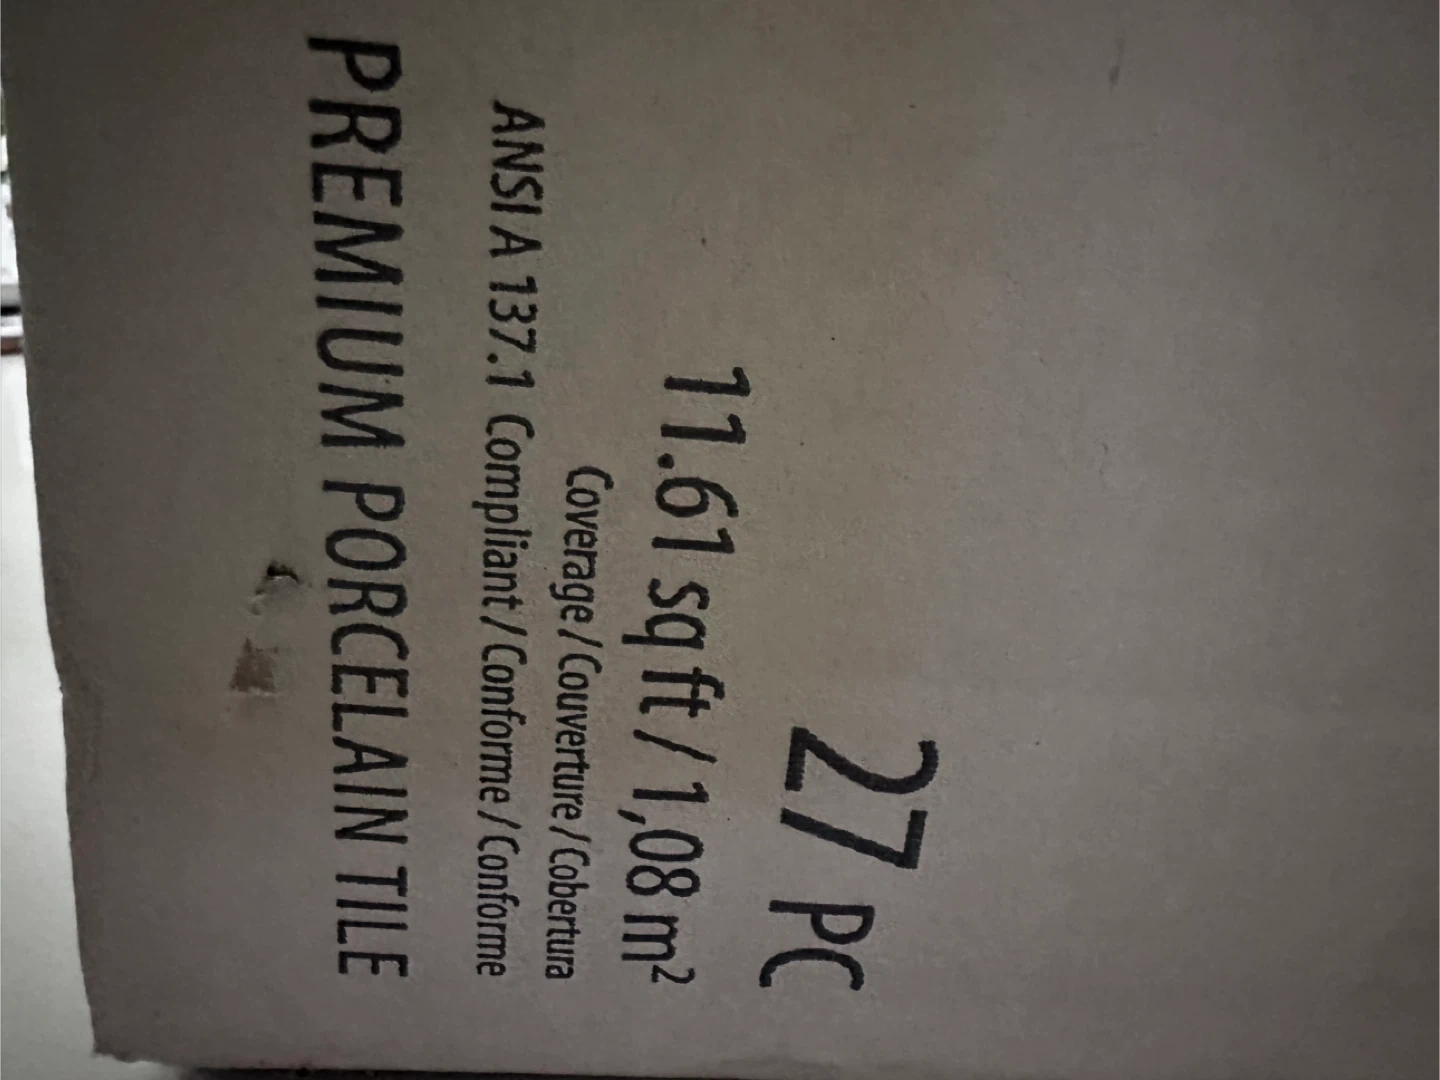 27 PC
11.61 sq ft / 1,08 m²
Coverage / Couverture / Cobertura
ANSI A 137.1 Compliant / Conforme / Conforme
PREMIUM PORCELAIN TILE